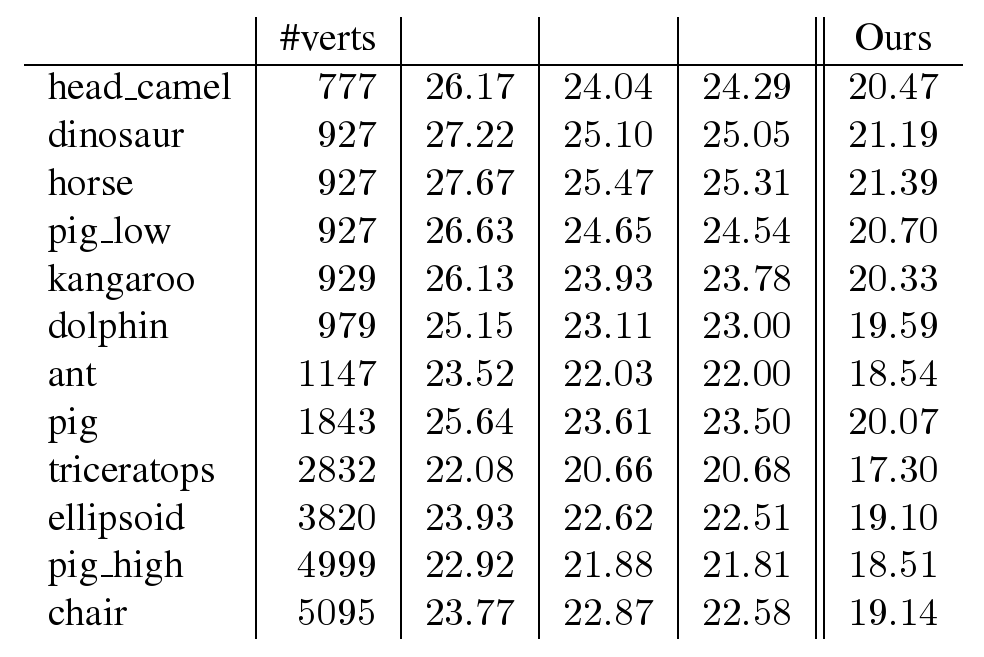 #verts Ours
head_camel 777 26.17 24.04 24.29 20.47
dinosaur 927 27.22 25.10 25.05 21.19
horse 927 27.67 25.47 25.31 21.39
pig_low 927 26.63 24.65 24.54 20.70
kangaroo 929 26.13 23.93 23.78 20.33
dolphin 979 25.15 23.11 23.00 19.59
ant 1147 23.52 22.03 22.00 18.54
pig 1843 25.64 23.61 23.50 20.07
triceratops 2832 22.08 20.66 20.68 17.30
ellipsoid 3820 23.93 22.62 22.51 19.10
pig_high 4999 22.92 21.88 21.81 18.51
chair 5095 23.77 22.87 22.58 19.14